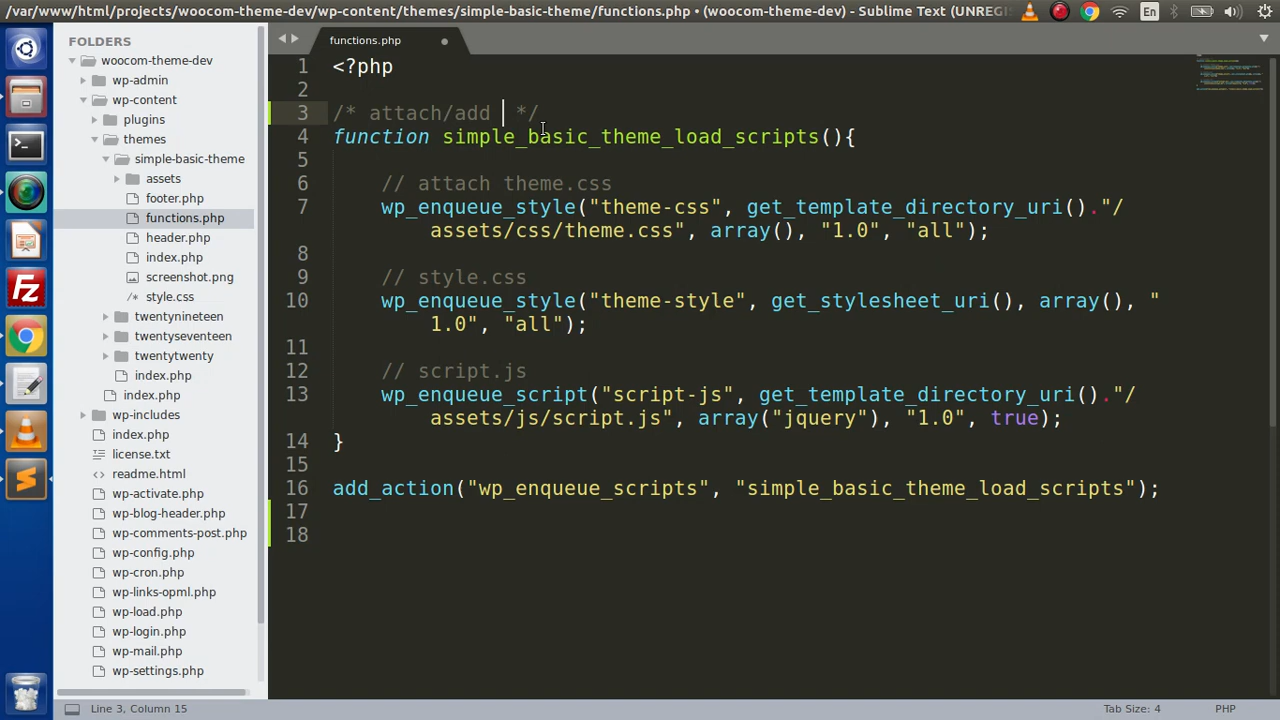 /var/www/html/projects/woocom-theme-dev/wp-content/themes/simple-basic-theme/functions.php • (woocom-theme-dev) - Sublime Text (UNREGI
En
FOLDERS
woocom-theme-dev
wp-admin
wp-content
plugins
themes
simple-basic-theme
assets
footer.php
functions.php
header.php
index.php
screenshot.png
/* style.css
twentynineteen
twentyseventeen
twentytwenty
index.php
index.php
wp-includes
index.php
license.txt
<> readme.html
wp-activate.php
wp-blog-header.php
wp-comments-post.php
wp-config.php
wp-cron.php
wp-links-opml.php
wp-load.php
wp-login.php
wp-mail.php
wp-settings.php
functions.php
1 <?php
2
3 /* attach/add  */
4 function simple_basic_theme_load_scripts(){
5
6 // attach theme.css
7 wp_enqueue_style("theme-css", get_template_directory_uri()."/
assets/css/theme.css", array(), "1.0", "all");
8
9 // style.css
10 wp_enqueue_style("theme-style", get_stylesheet_uri(), array(), "
1.0", "all");
11
12 // script.js
13 wp_enqueue_script("script-js", get_template_directory_uri()."/
assets/js/script.js", array("jquery"), "1.0", true);
14 }
15
16 add_action("wp_enqueue_scripts", "simple_basic_theme_load_scripts");
17
18
Line 3, Column 15
Tab Size: 4
PHP